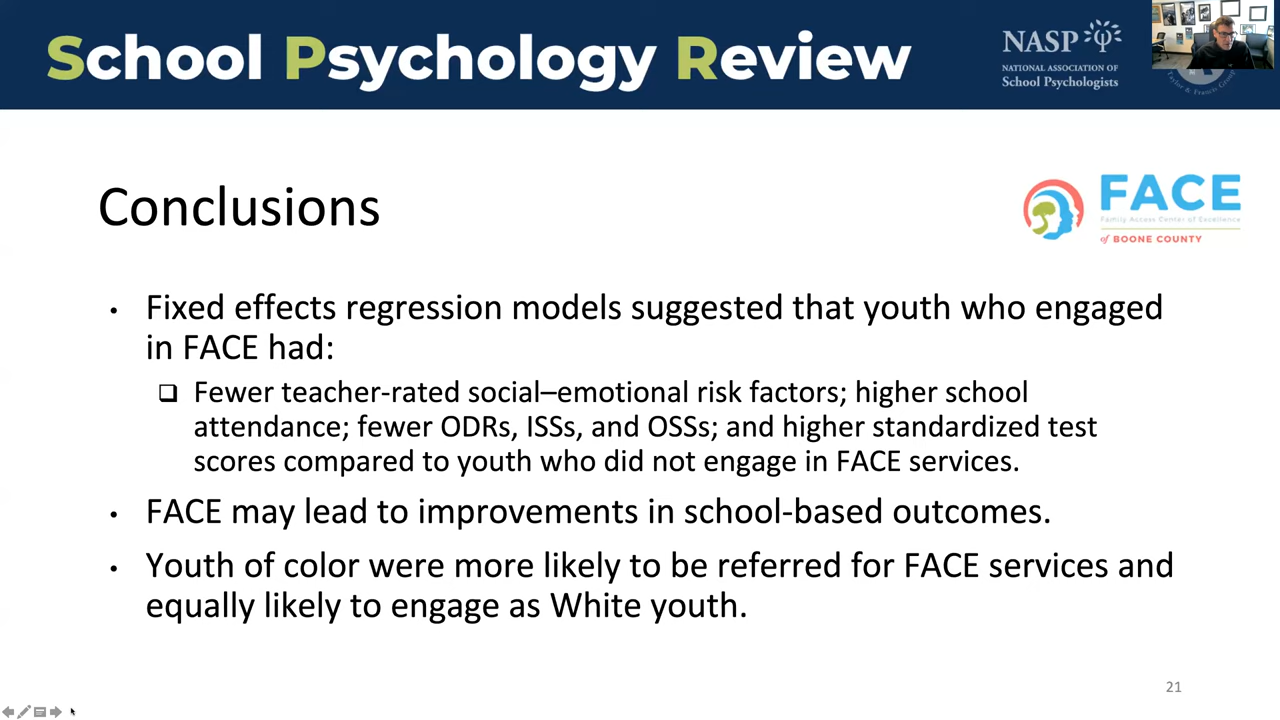 School Psychology Review
NASP
NATIONAL ASSOCIATION OF
School Psychologists
Taylor & Francis Group
Conclusions
FACE
Family Access Center of Excellence
of BOONE COUNTY
• Fixed effects regression models suggested that youth who engaged
in FACE had:
❑ Fewer teacher-rated social–emotional risk factors; higher school
attendance; fewer ODRs, ISSs, and OSSs; and higher standardized test
scores compared to youth who did not engage in FACE services.
• FACE may lead to improvements in school-based outcomes.
• Youth of color were more likely to be referred for FACE services and
equally likely to engage as White youth.
21